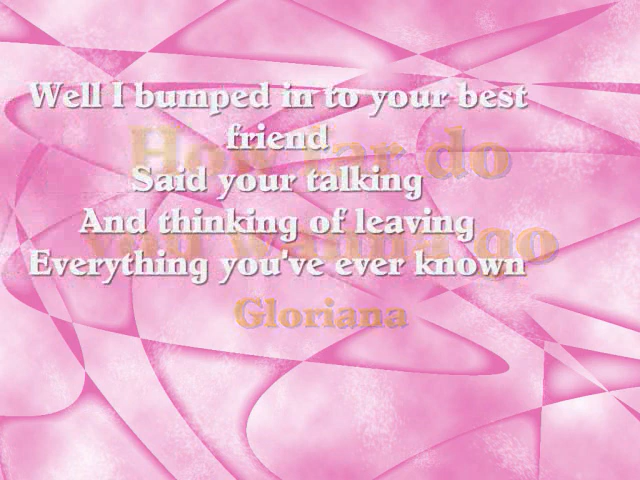 Well I bumped in to your best
friend
Said your talking
And thinking of leaving
Everything you've ever known
How far do
you wanna go
Gloriana